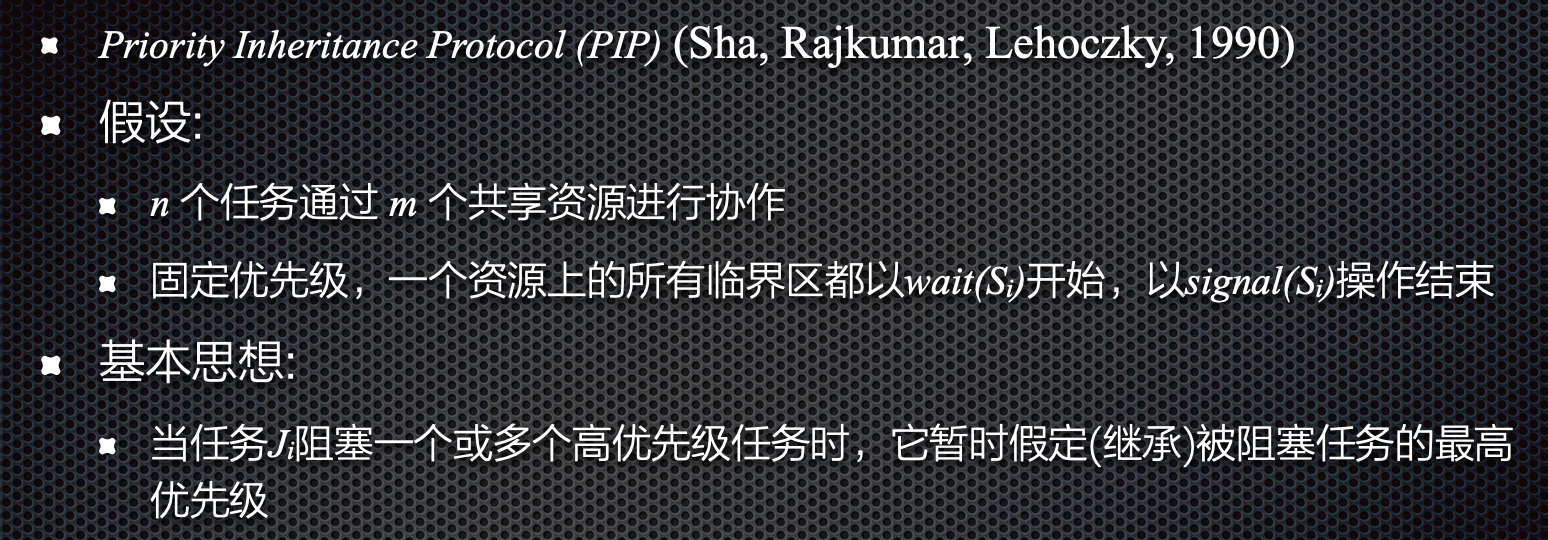 Priority Inheritance Protocol (PIP) (Sha, Rajkumar, Lehoczky, 1990)
假设:
n 个任务通过 m 个共享资源进行协作
固定优先级，一个资源上的所有临界区都以wait(Si)开始，以signal(Si)操作结束
基本思想:
当任务Ji阻塞一个或多个高优先级任务时，它暂时假定(继承)被阻塞任务的最高
优先级